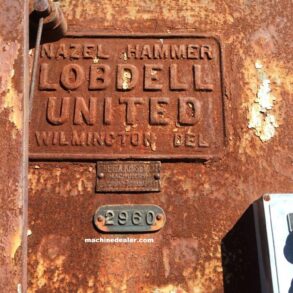 NAZEL HAMMER
LOBDELL
UNITED
WILMINGTON DEL
2960
machinedealer.com